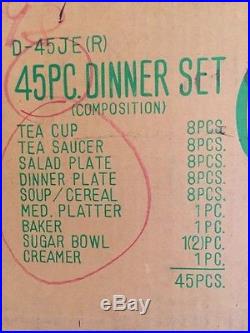 D-45JE(R)
45PC. DINNER SET
(COMPOSITION)
TEA CUP 8PCS.
TEA SAUCER 8PCS.
SALAD PLATE 8PCS.
DINNER PLATE 8PCS.
SOUP/CEREAL 8PCS.
MED. PLATTER 1PC.
BAKER 1PC.
SUGAR BOWL 1(2)PC.
CREAMER 1PC.
45PCS.